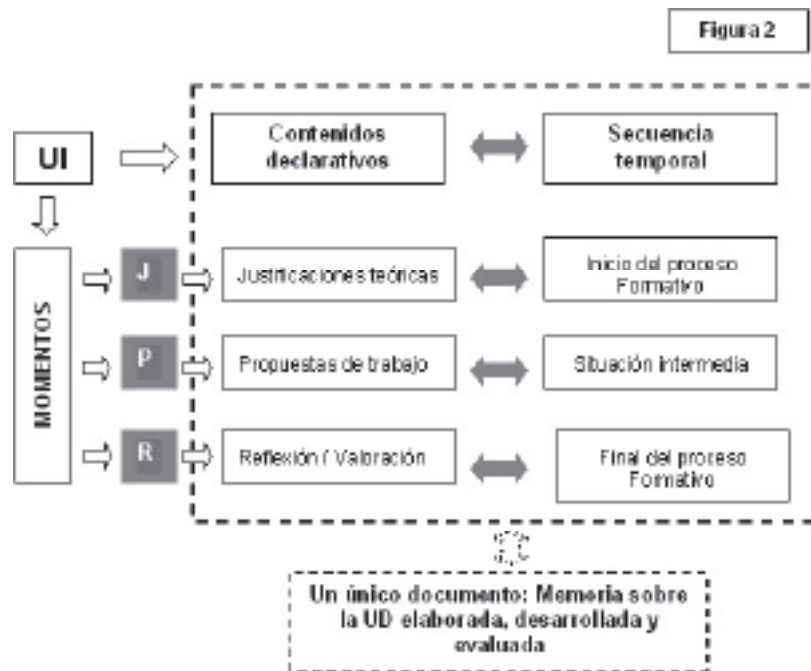 Figura 2
UI
Contenidos
declarativos
Secuencia
temporal
MOMENTOS
J
Justificaciones teóricas
Inicio del proceso
Formativo
P
Propuestas de trabajo
Situación intermedia
R
Reflexión / Valoración
Final del proceso
Formativo
Un único documento: Memoria sobre
la UD elaborada, desarrollada y
evaluada